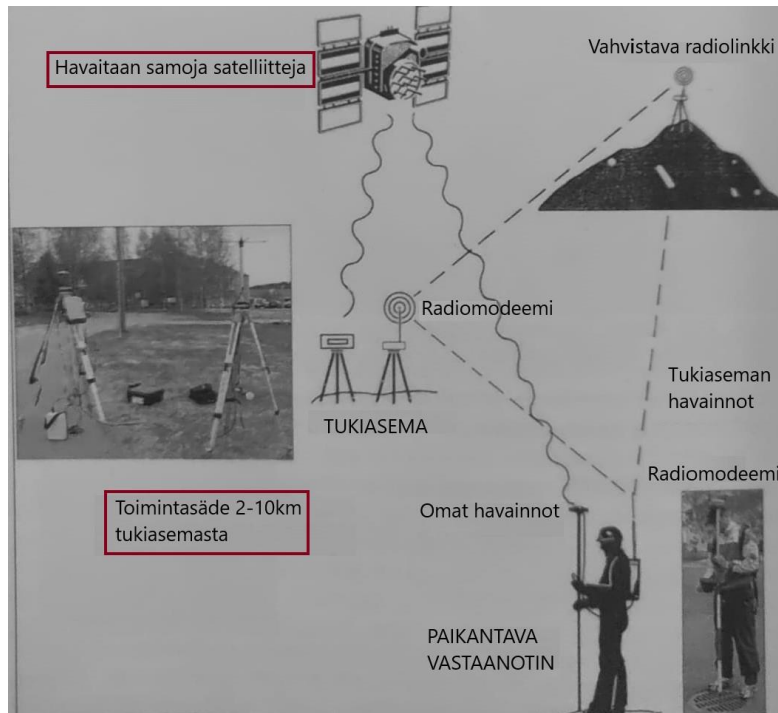 Havaitaan samoja satelliitteja
Vahvistava radiolinkki
Radiomodeemi
TUKIASEMA
Tukiaseman
havainnot
Toimintasäde 2-10km
tukiasemasta
Omat havainnot
Radiomodeemi
PAIKANTAVA
VASTAANOTIN